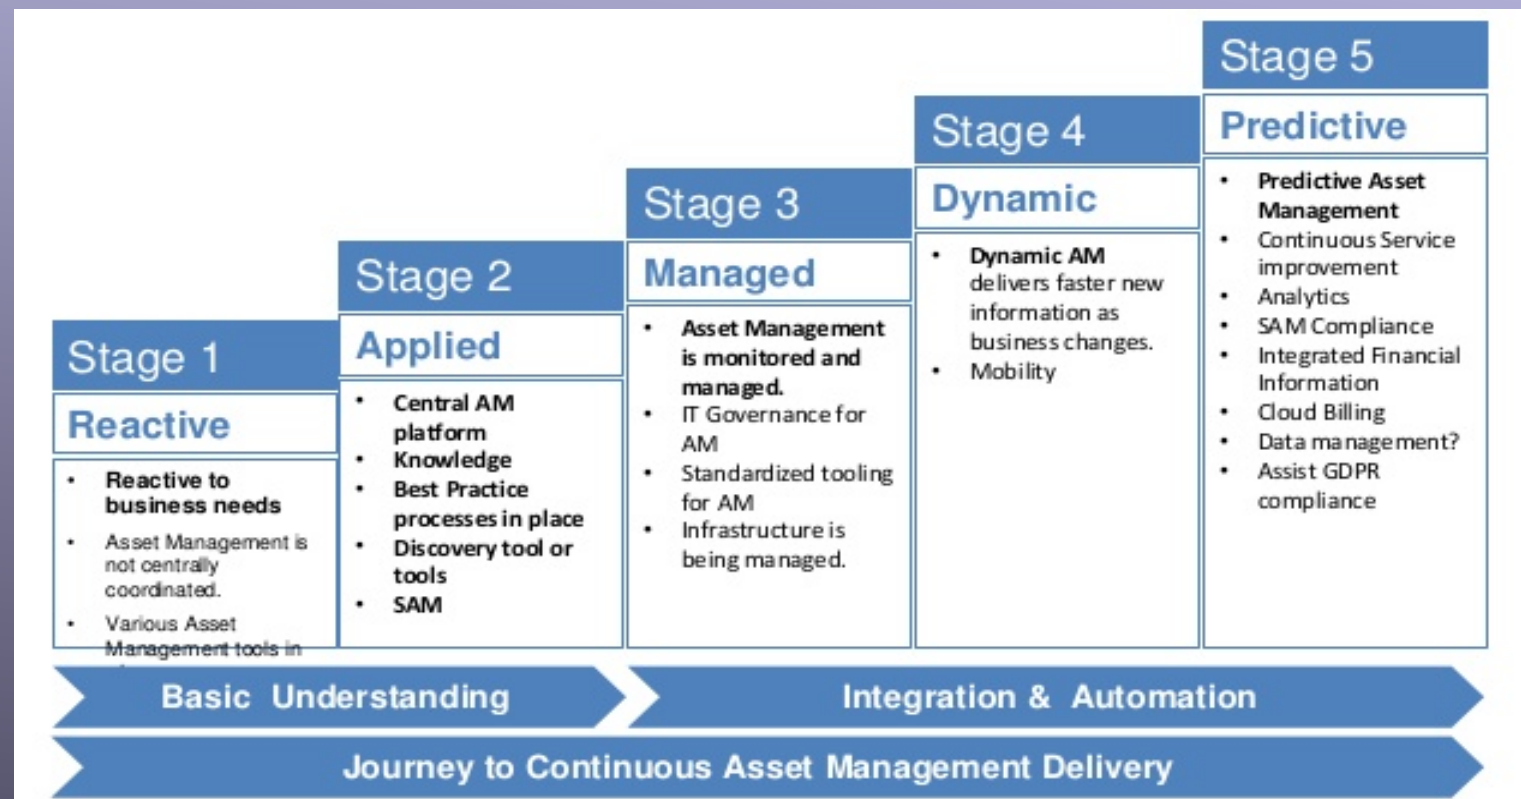 Stage 1
Reactive
• Reactive to
business needs
• Asset Management is
not centrally
coordinated.
• Various Asset
Management tools in
Stage 2
Applied
• Central AM
platform
• Knowledge
• Best Practice
processes in place
• Discovery tool or
tools
• SAM
Stage 3
Managed
• Asset Management
is monitored and
managed.
• IT Governance for
AM
• Standardized tooling
for AM
• Infrastructure is
being managed.
Stage 4
Dynamic
• Dynamic AM
delivers faster new
information as
business changes.
• Mobility
Stage 5
Predictive
• Predictive Asset
Management
• Continuous Service
improvement
• Analytics
• SAM Compliance
• Integrated Financial
Information
• Cloud Billing
• Data management?
• Assist GDPR
compliance
Basic Understanding
Integration & Automation
Journey to Continuous Asset Management Delivery